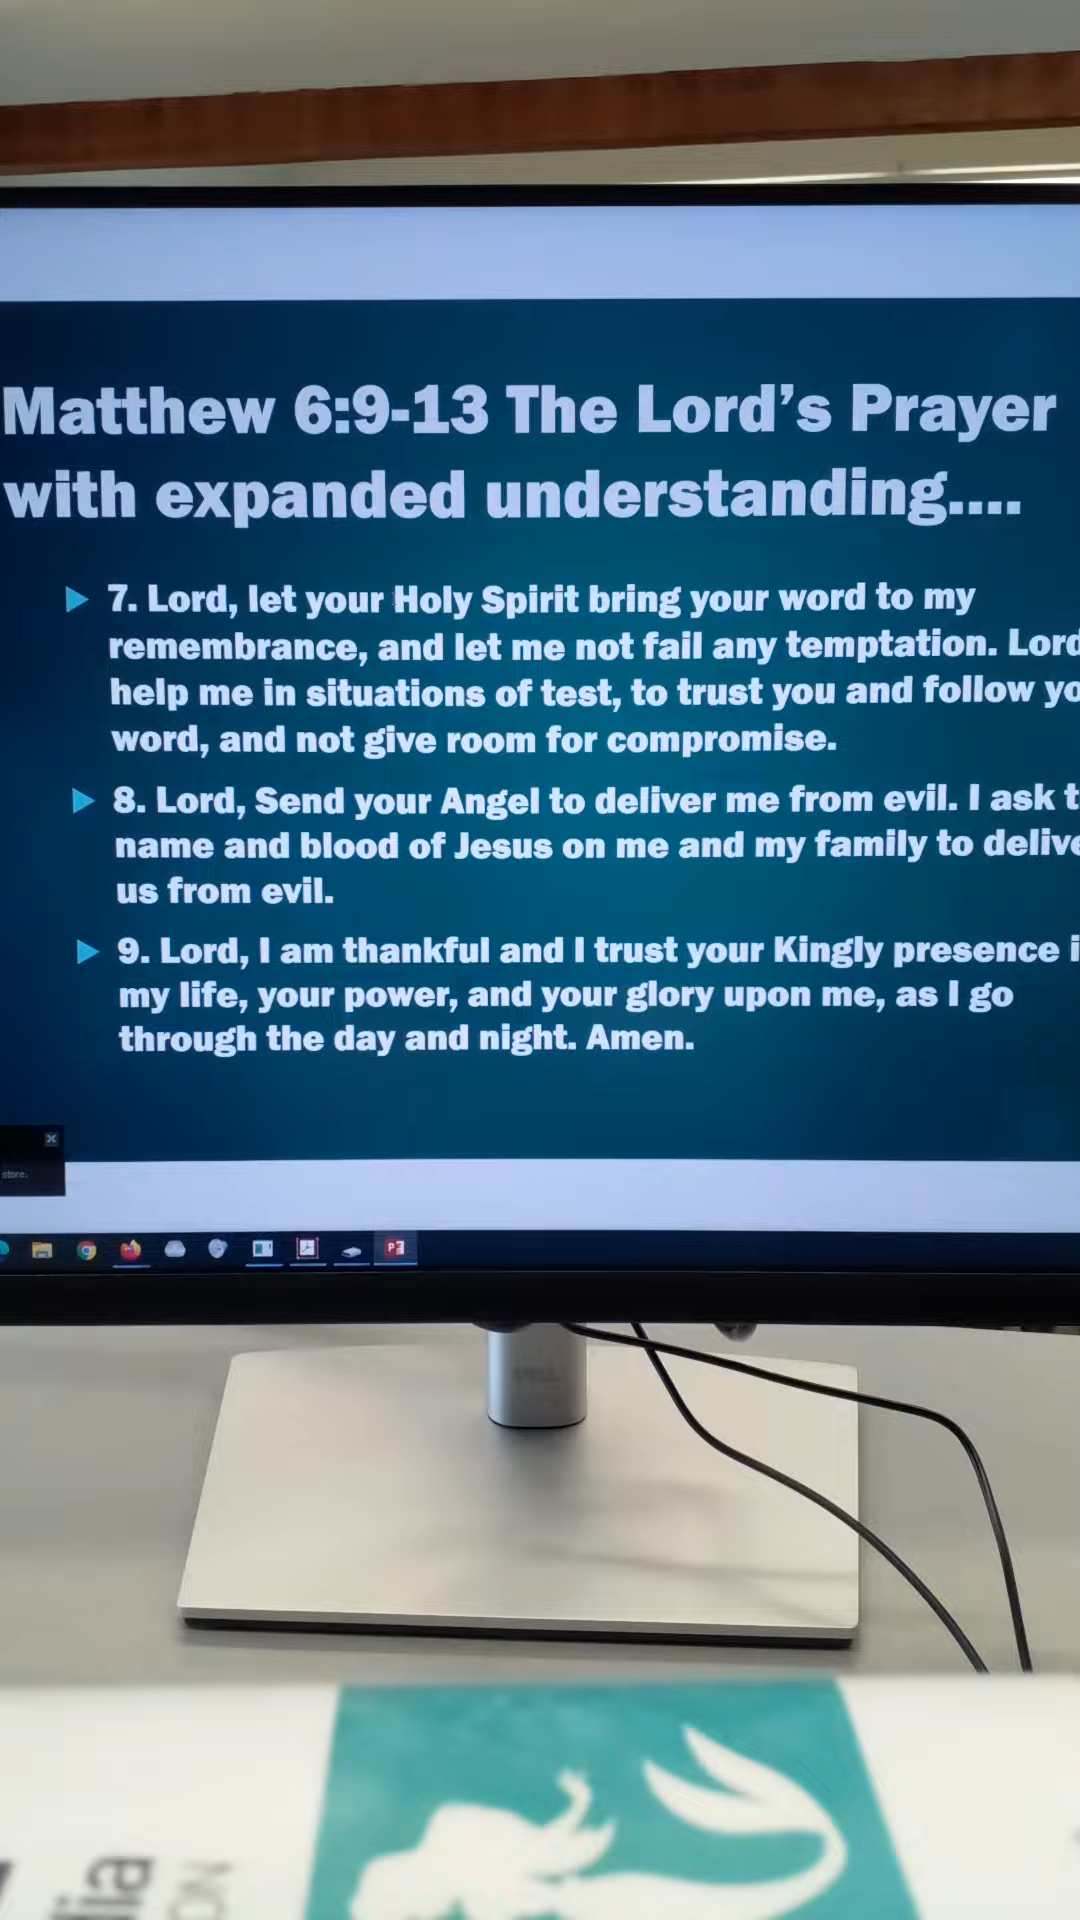 Matthew 6:9-13 The Lord's Prayer
with expanded understanding....
7. Lord, let your Holy Spirit bring your word to my
remembrance, and let me not fail any temptation. Lord
help me in situations of test, to trust you and follow yo
word, and not give room for compromise.
8. Lord, Send your Angel to deliver me from evil. I ask t
name and blood of Jesus on me and my family to delive
us from evil.
9. Lord, I am thankful and I trust your Kingly presence i
my life, your power, and your glory upon me, as I go
through the day and night. Amen.
store.
DELL